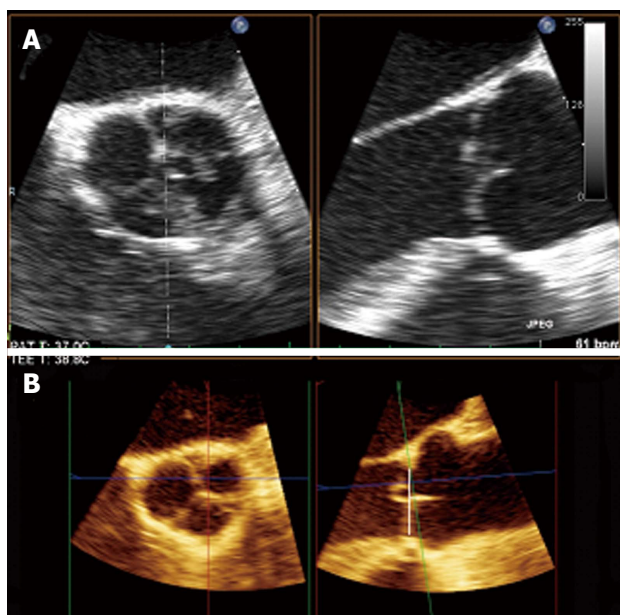 A
255
128
0
R
JPEG
PAT T: 37.0C
TEE T: 38.8C
61 bpm
B